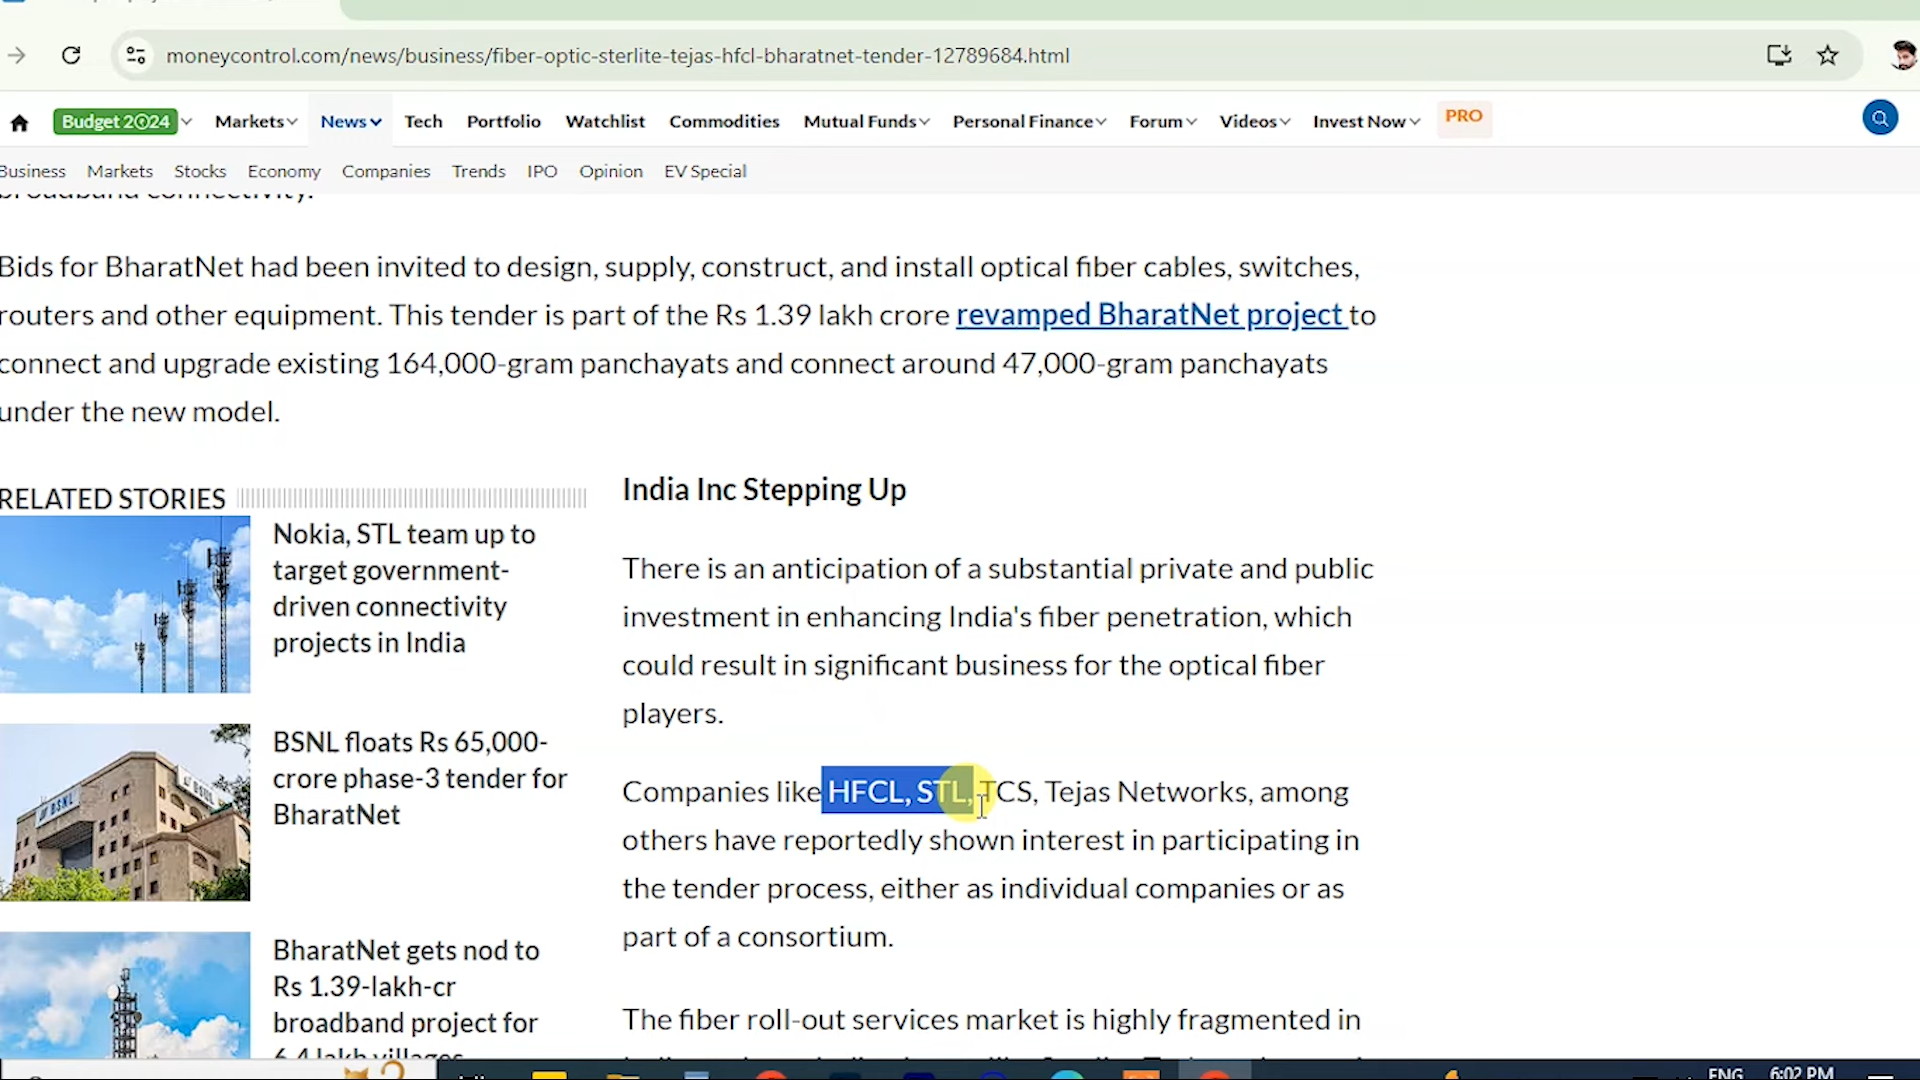 moneycontrol.com/news/business/fiber-optic-sterlite-tejas-hfcl-bharatnet-tender-12789684.html
Budget 2024 Markets News Tech Portfolio Watchlist Commodities Mutual Funds Personal Finance Forum Videos Invest Now PRO
Business Markets Stocks Economy Companies Trends IPO Opinion EV Special
broadband connectivity.
Bids for BharatNet had been invited to design, supply, construct, and install optical fiber cables, switches,
routers and other equipment. This tender is part of the Rs 1.39 lakh crore revamped BharatNet project to
connect and upgrade existing 164,000-gram panchayats and connect around 47,000-gram panchayats
under the new model.
RELATED STORIES
Nokia, STL team up to
target government-
driven connectivity
projects in India
BSNL
BSNL floats Rs 65,000-
crore phase-3 tender for
BharatNet
BharatNet gets nod to
Rs 1.39-lakh-cr
broadband project for
6.4 lakh villages
India Inc Stepping Up
There is an anticipation of a substantial private and public
investment in enhancing India's fiber penetration, which
could result in significant business for the optical fiber
players.
Companies like HFCL, STL, TCS, Tejas Networks, among
others have reportedly shown interest in participating in
the tender process, either as individual companies or as
part of a consortium.
The fiber roll-out services market is highly fragmented in
ENG 6:02 PM